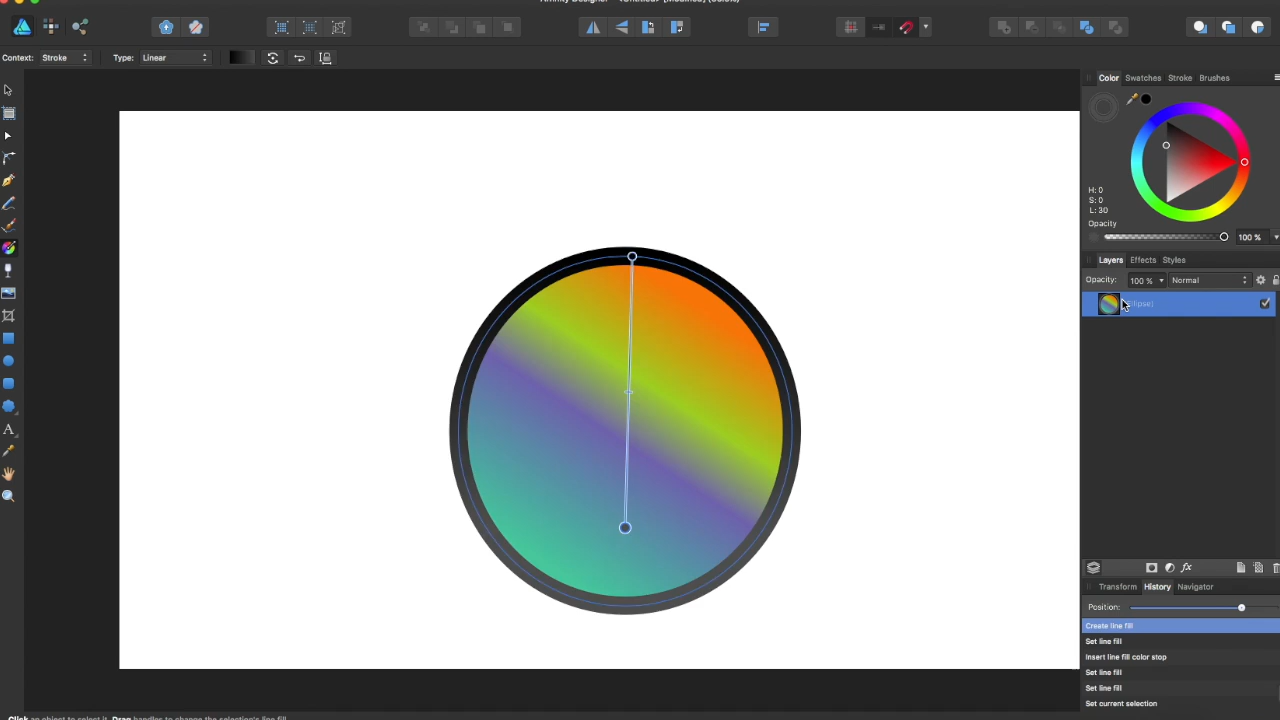 Context: Stroke Type: Linear
Color Swatches Stroke Brushes
H: 0
S: 0
L: 30
Opacity
100 %
Layers Effects Styles
Opacity: 100 % Normal
Transform History Navigator
Position:
Create line fill
Set line fill
Insert line fill color stop
Set line fill
Set line fill
Set current selection